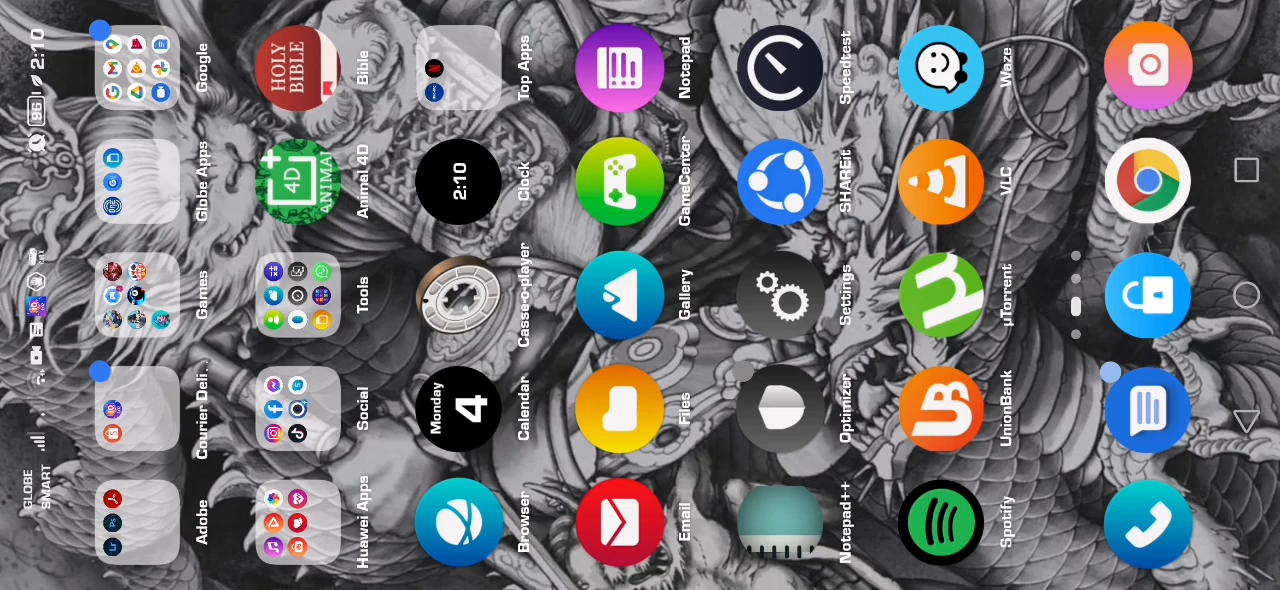 GLOBE
SMART
96
2:10
Adobe
Courier Deli...
Games
Globe Apps
Google
Huawei Apps
Social
Tools
Animal 4D
Bible
HOLY
BIBLE
4D
ANIMA
Browser
Calendar
Casse-o-player
Clock
Top Apps
Monday
4
2:10
Email
Files
Gallery
GameCenter
Notepad
Notepad++
Optimizer
Settings
SHAREit
Speedtest
Spotify
UnionBank
µTorrent
VLC
Waze